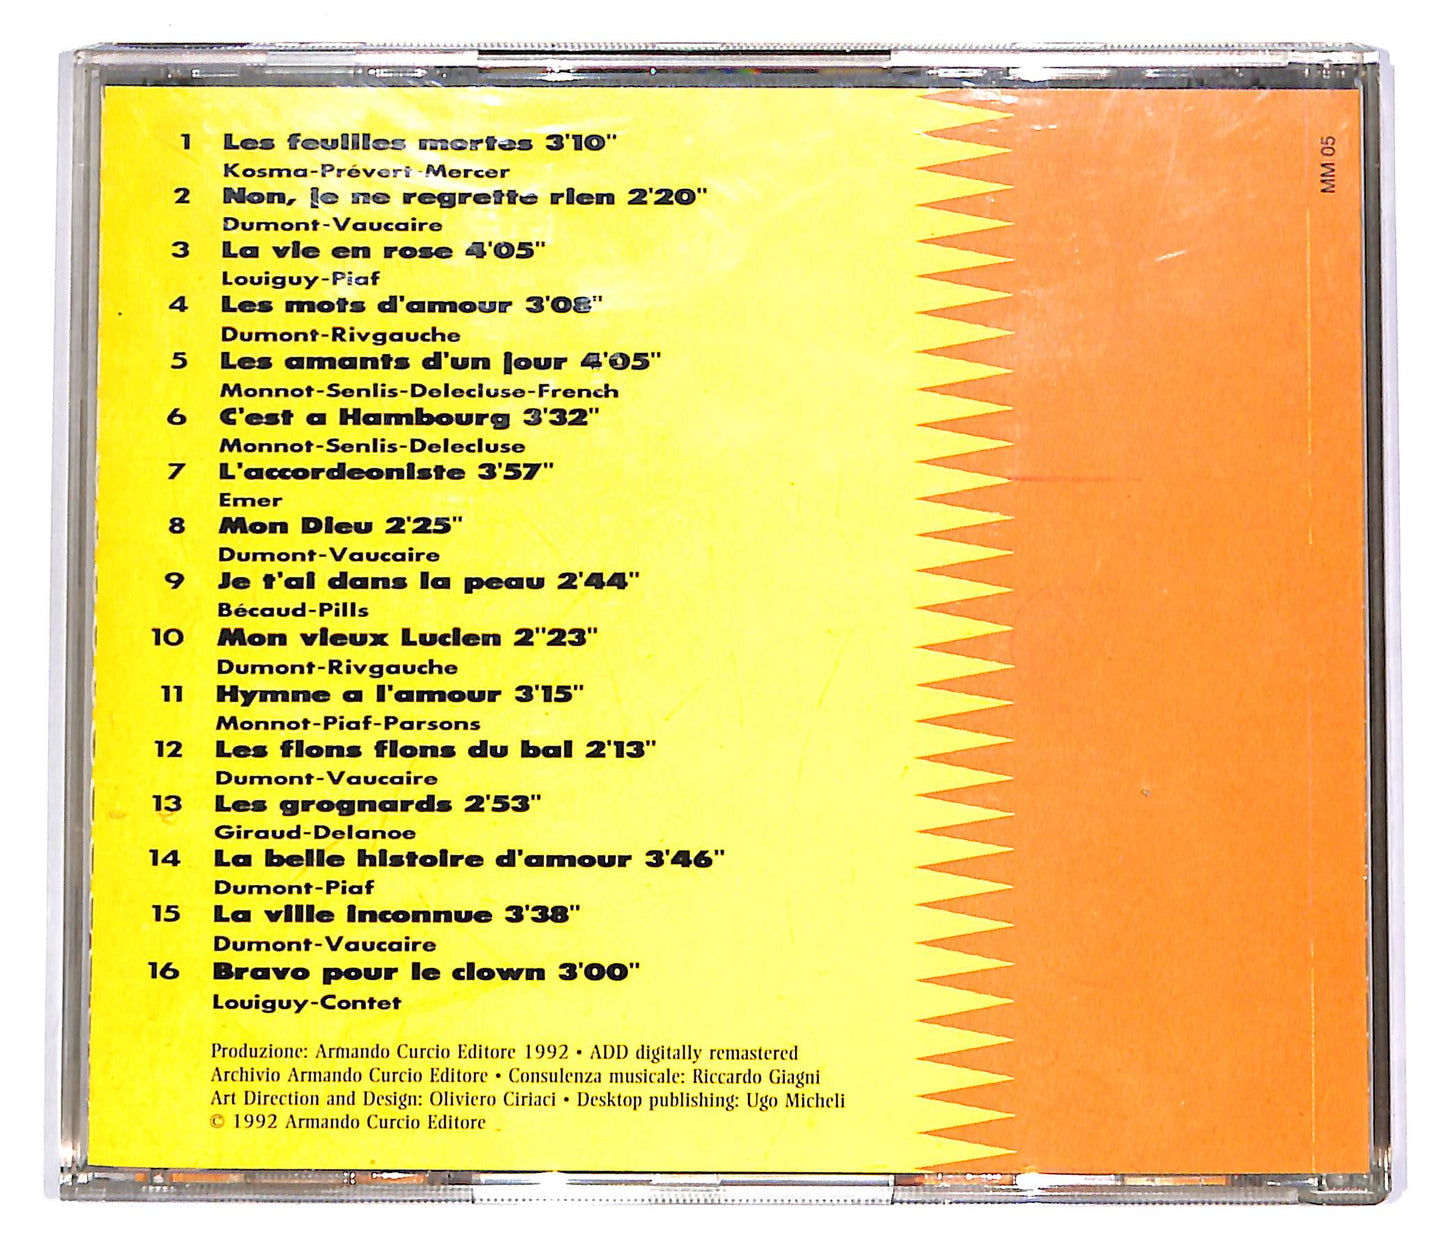 1 Les feuilles mortes 3'10"
Kosma-Prévert-Mercer
2 Non, je ne regrette rien 2'20"
Dumont-Vaucaire
3 La vie en rose 4'05"
Louiguy-Piaf
4 Les mots d'amour 3'08"
Dumont-Rivgauche
5 Les amants d'un jour 4'05"
Monnot-Senlis-Delecluse-French
6 C'est a Hambourg 3'32"
Monnot-Senlis-Delecluse
7 L'accordeoniste 3'57"
Emer
8 Mon Dieu 2'25"
Dumont-Vaucaire
9 Je t'ai dans la peau 2'44"
Bécaud-Pills
10 Mon vieux Lucien 2"23"
Dumont-Rivgauche
11 Hymne a l'amour 3'15"
Monnot-Piaf-Parsons
12 Les flons flons du bal 2'13"
Dumont-Vaucaire
13 Les grognards 2'53"
Giraud-Delanoe
14 La belle histoire d'amour 3'46"
Dumont-Piaf
15 La ville inconnue 3'38"
Dumont-Vaucaire
16 Bravo pour le clown 3'00"
Louiguy-Contet
Produzione: Armando Curcio Editore 1992 • ADD digitally remastered
Archivio Armando Curcio Editore • Consulenza musicale: Riccardo Giagni
Art Direction and Design: Oliviero Ciriaci • Desktop publishing: Ugo Micheli
© 1992 Armando Curcio Editore
MM 05